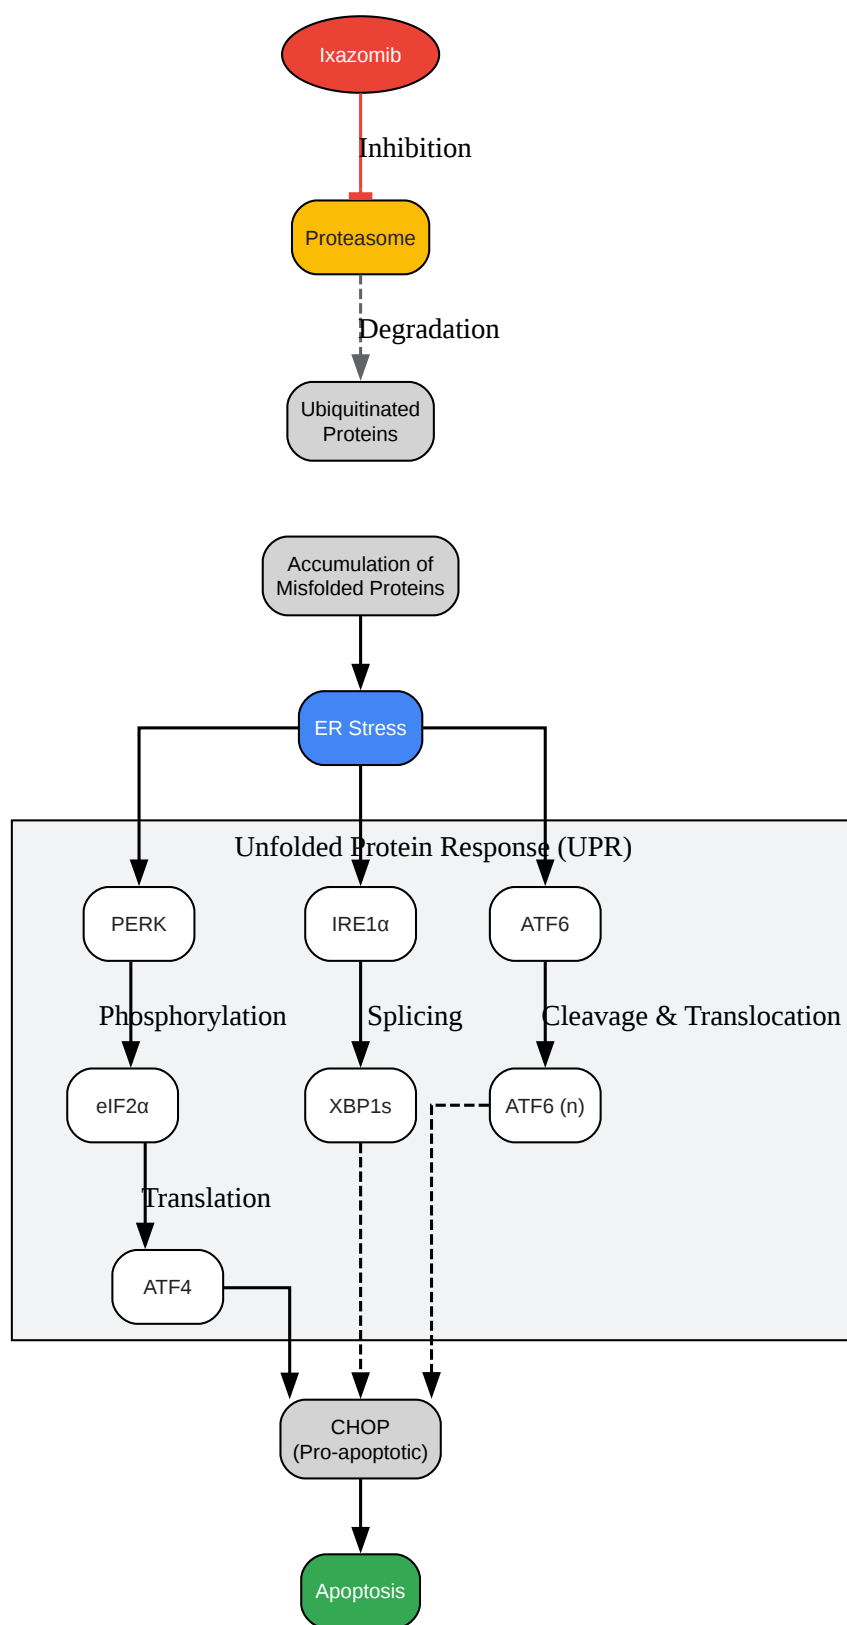 Ixazomib
Inhibition
Proteasome
Degradation
Ubiquitinated
Proteins
Accumulation of
Misfolded Proteins
ER Stress
Unfolded Protein Response (UPR)
PERK
IRE1α
ATF6
Phosphorylation
Splicing
Cleavage & Translocation
eIF2α
XBP1s
ATF6 (n)
Translation
ATF4
CHOP
(Pro-apoptotic)
Apoptosis